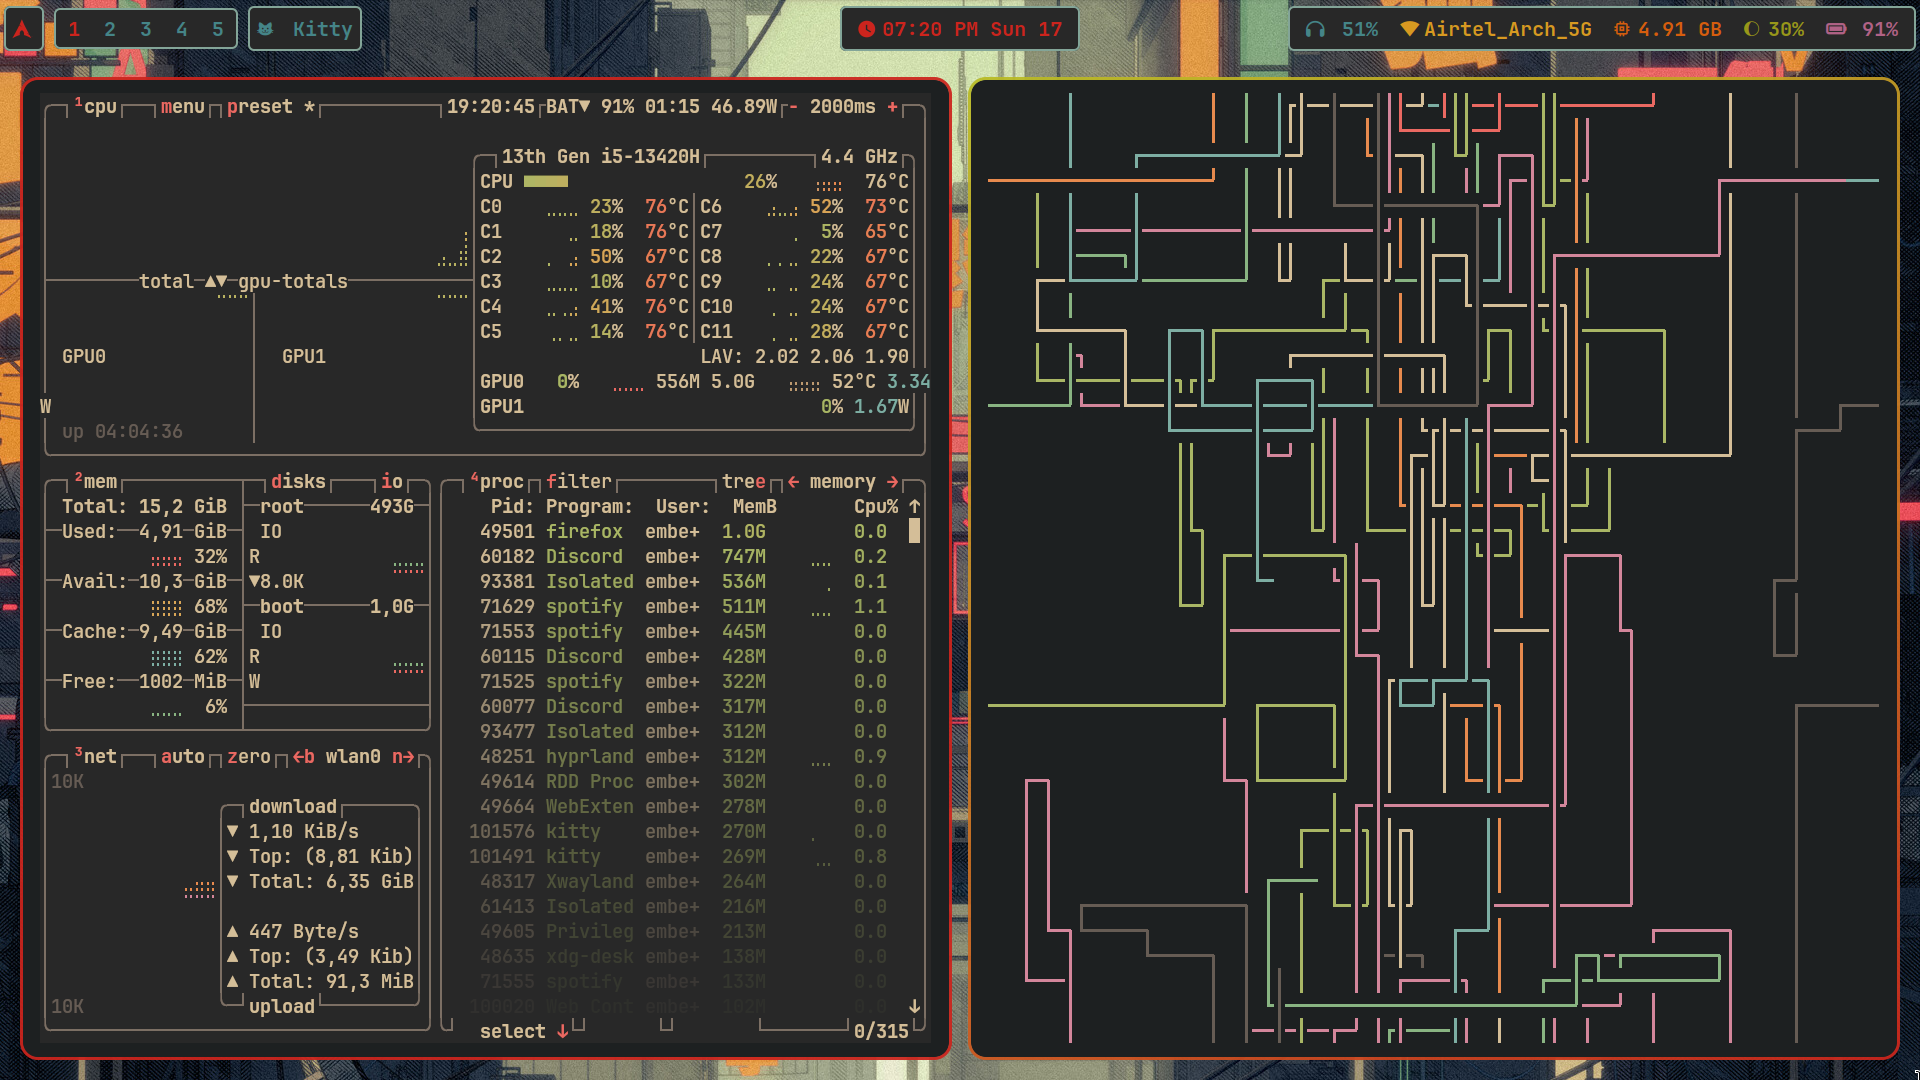 1 2 3 4 5 Kitty 07:20 PM Sun 17 51% Airtel_Arch_5G 4.91 GB 30% 91%
1cpu menu preset * 19:20:45 BAT▼ 91% 01:15 46.89W - 2000ms +
13th Gen i5-13420H 4.4 GHz
CPU 26% 76°C
C0 23% 76°C C6 52% 73°C
C1 18% 76°C C7 5% 65°C
C2 50% 67°C C8 22% 67°C
total ▲▼ gpu-totals
C3 10% 67°C C9 24% 67°C
C4 41% 76°C C10 24% 67°C
C5 14% 76°C C11 28% 67°C
GPU0 GPU1
LAV: 2.02 2.06 1.90
GPU0 0% 556M 5.0G 52°C 3.34
W
GPU1 0% 1.67W
up 04:04:36
2mem disks io
Total: 15,2 GiB root 493G
Used: 4,91 GiB IO
32% R
Avail: 10,3 GiB ▼8.0K
68% boot 1,0G
Cache: 9,49 GiB IO
62% R
Free: 1002 MiB W
6%
3net auto zero ←b wlan0 n→
10K
download
▼ 1,10 KiB/s
▼ Top: (8,81 Kib)
▼ Total: 6,35 GiB
▲ 447 Byte/s
▲ Top: (3,49 Kib)
▲ Total: 91,3 MiB
10K upload
4proc filter tree ← memory →
Pid: Program: User: MemB Cpu% ↑
49501 firefox embe+ 1.0G 0.0
60182 Discord embe+ 747M 0.2
93381 Isolated embe+ 536M 0.1
71629 spotify embe+ 511M 1.1
71553 spotify embe+ 445M 0.0
60115 Discord embe+ 428M 0.0
71525 spotify embe+ 322M 0.0
60077 Discord embe+ 317M 0.0
93477 Isolated embe+ 312M 0.0
48251 hyprland embe+ 312M 0.9
49614 RDD Proc embe+ 302M 0.0
49664 WebExten embe+ 278M 0.0
101576 kitty embe+ 270M 0.0
101491 kitty embe+ 269M 0.8
48317 Xwayland embe+ 264M 0.0
61413 Isolated embe+ 216M 0.0
49605 Privileg embe+ 213M 0.0
48635 xdg-desk embe+ 138M 0.0
71555 spotify embe+ 133M 0.0
100020 Web Cont embe+ 102M 0.0 ↓
select ↓ 0/315